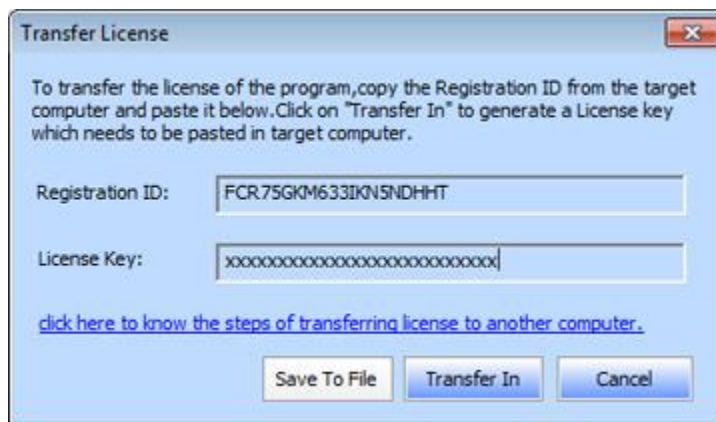 Transfer License
To transfer the license of the program,copy the Registration ID from the target
computer and paste it below.Click on "Transfer In" to generate a License key
which needs to be pasted in target computer.
Registration ID: FCR75GKM633IKN5NDHHT
License Key: xxxxxxxxxxxxxxxxxxxxxxxxxxx
click here to know the steps of transferring license to another computer.
Save To File Transfer In Cancel